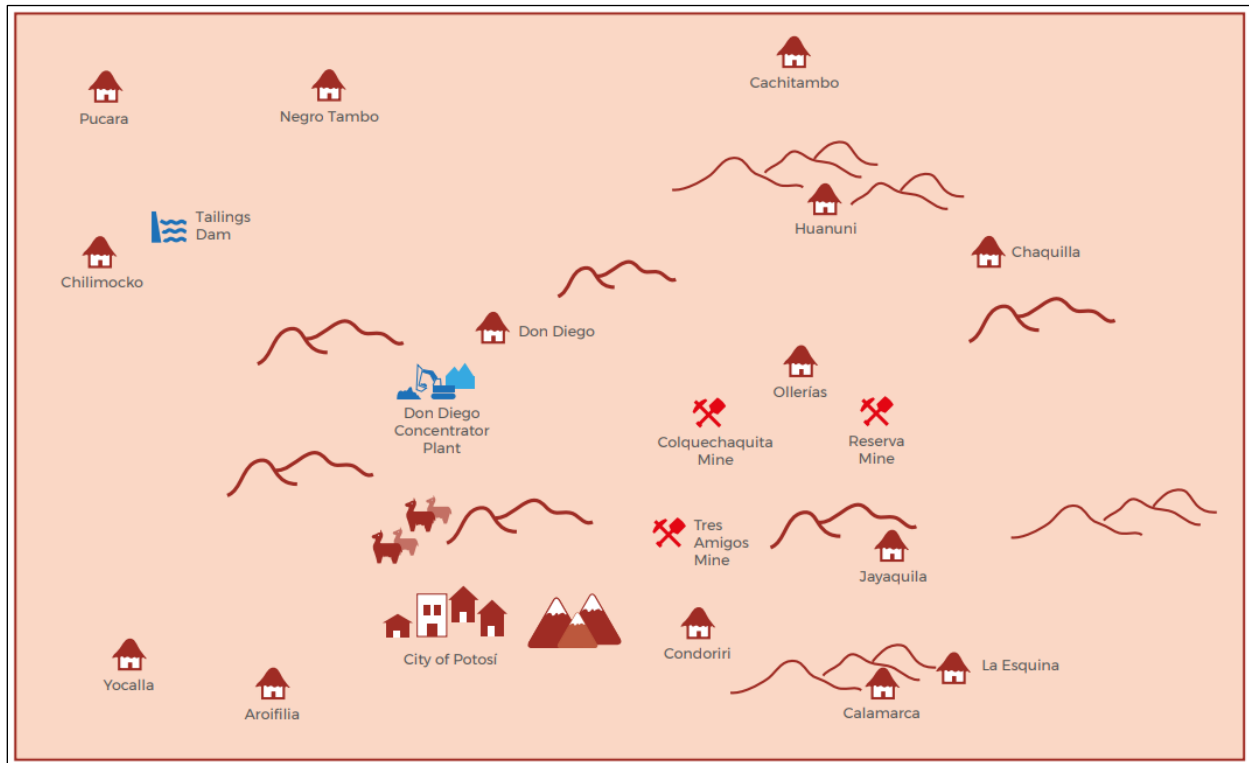 Cachitambo
Pucara
Negro Tambo
Huanuni
Tailings
Dam
Chaquilla
Chilimocko
Don Diego
Ollerías
Don Diego
Concentrator
Plant
Colquechaquita
Mine
Reserva
Mine
Tres
Amigos
Mine
Jayaquila
City of Potosí
Condoriri
La Esquina
Yocalla
Aroifilia
Calamarca